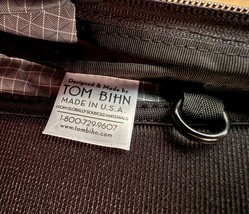 Designed & Made by
TOM BIHN
MADE IN U.S.A.
FROM GLOBALLY SOURCED MATERIALS
1-800-729-9607
www.tombihn.com